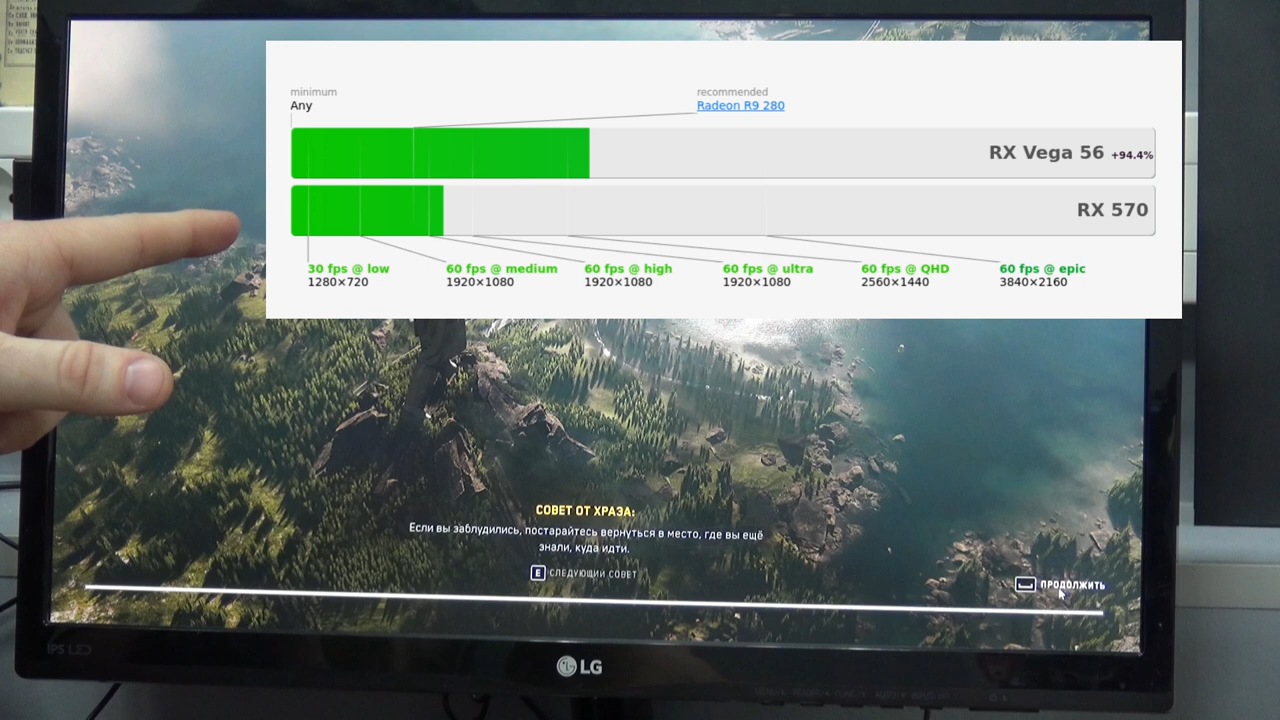 minimum
Any
recommended
Radeon R9 280
RX Vega 56 +94.4%
RX 570
30 fps @ low
1280×720
60 fps @ medium
1920×1080
60 fps @ high
1920×1080
60 fps @ ultra
1920×1080
60 fps @ QHD
2560×1440
60 fps @ epic
3840×2160
СОВЕТ ОТ ХРАЗА:
Если вы заблудились, постарайтесь вернуться в место, где вы ещё
знали, куда идти.
E СЛЕДУЮЩИЙ СОВЕТ
ПРОДОЛЖИТЬ
IPS LED
LG